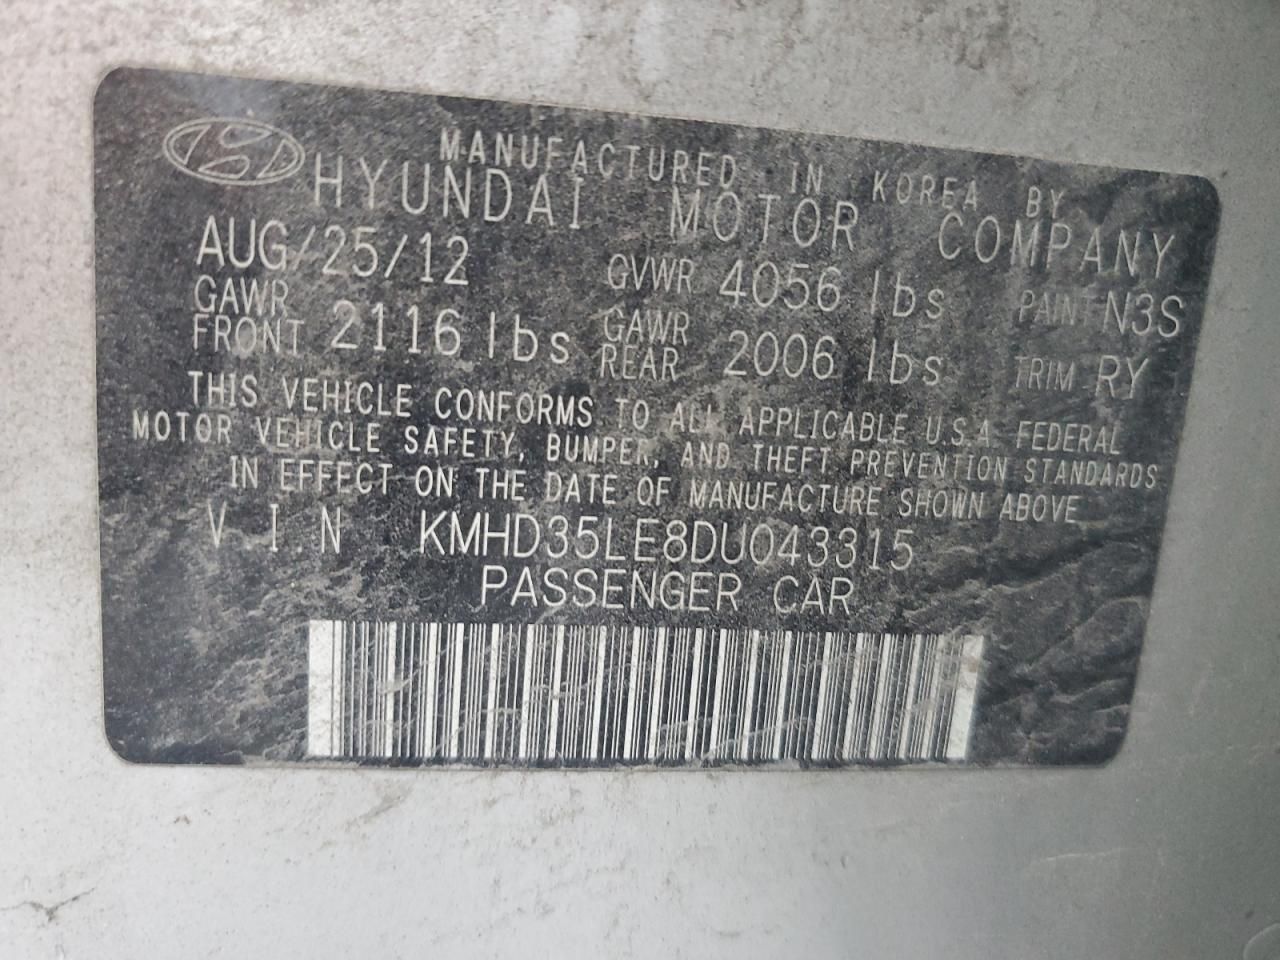 MANUFACTURED IN KOREA BY
HYUNDAI MOTOR COMPANY
AUG/25/12 GVWR 4056 lbs PAINT N3S
GAWR FRONT 2116 lbs GAWR REAR 2006 lbs TRIM RY
THIS VEHICLE CONFORMS TO ALL APPLICABLE U.S.A FEDERAL
MOTOR VEHICLE SAFETY, BUMPER, AND THEFT PREVENTION STANDARDS
IN EFFECT ON THE DATE OF MANUFACTURE SHOWN ABOVE
V.I.N KMHD35LE8DU043315
PASSENGER CAR